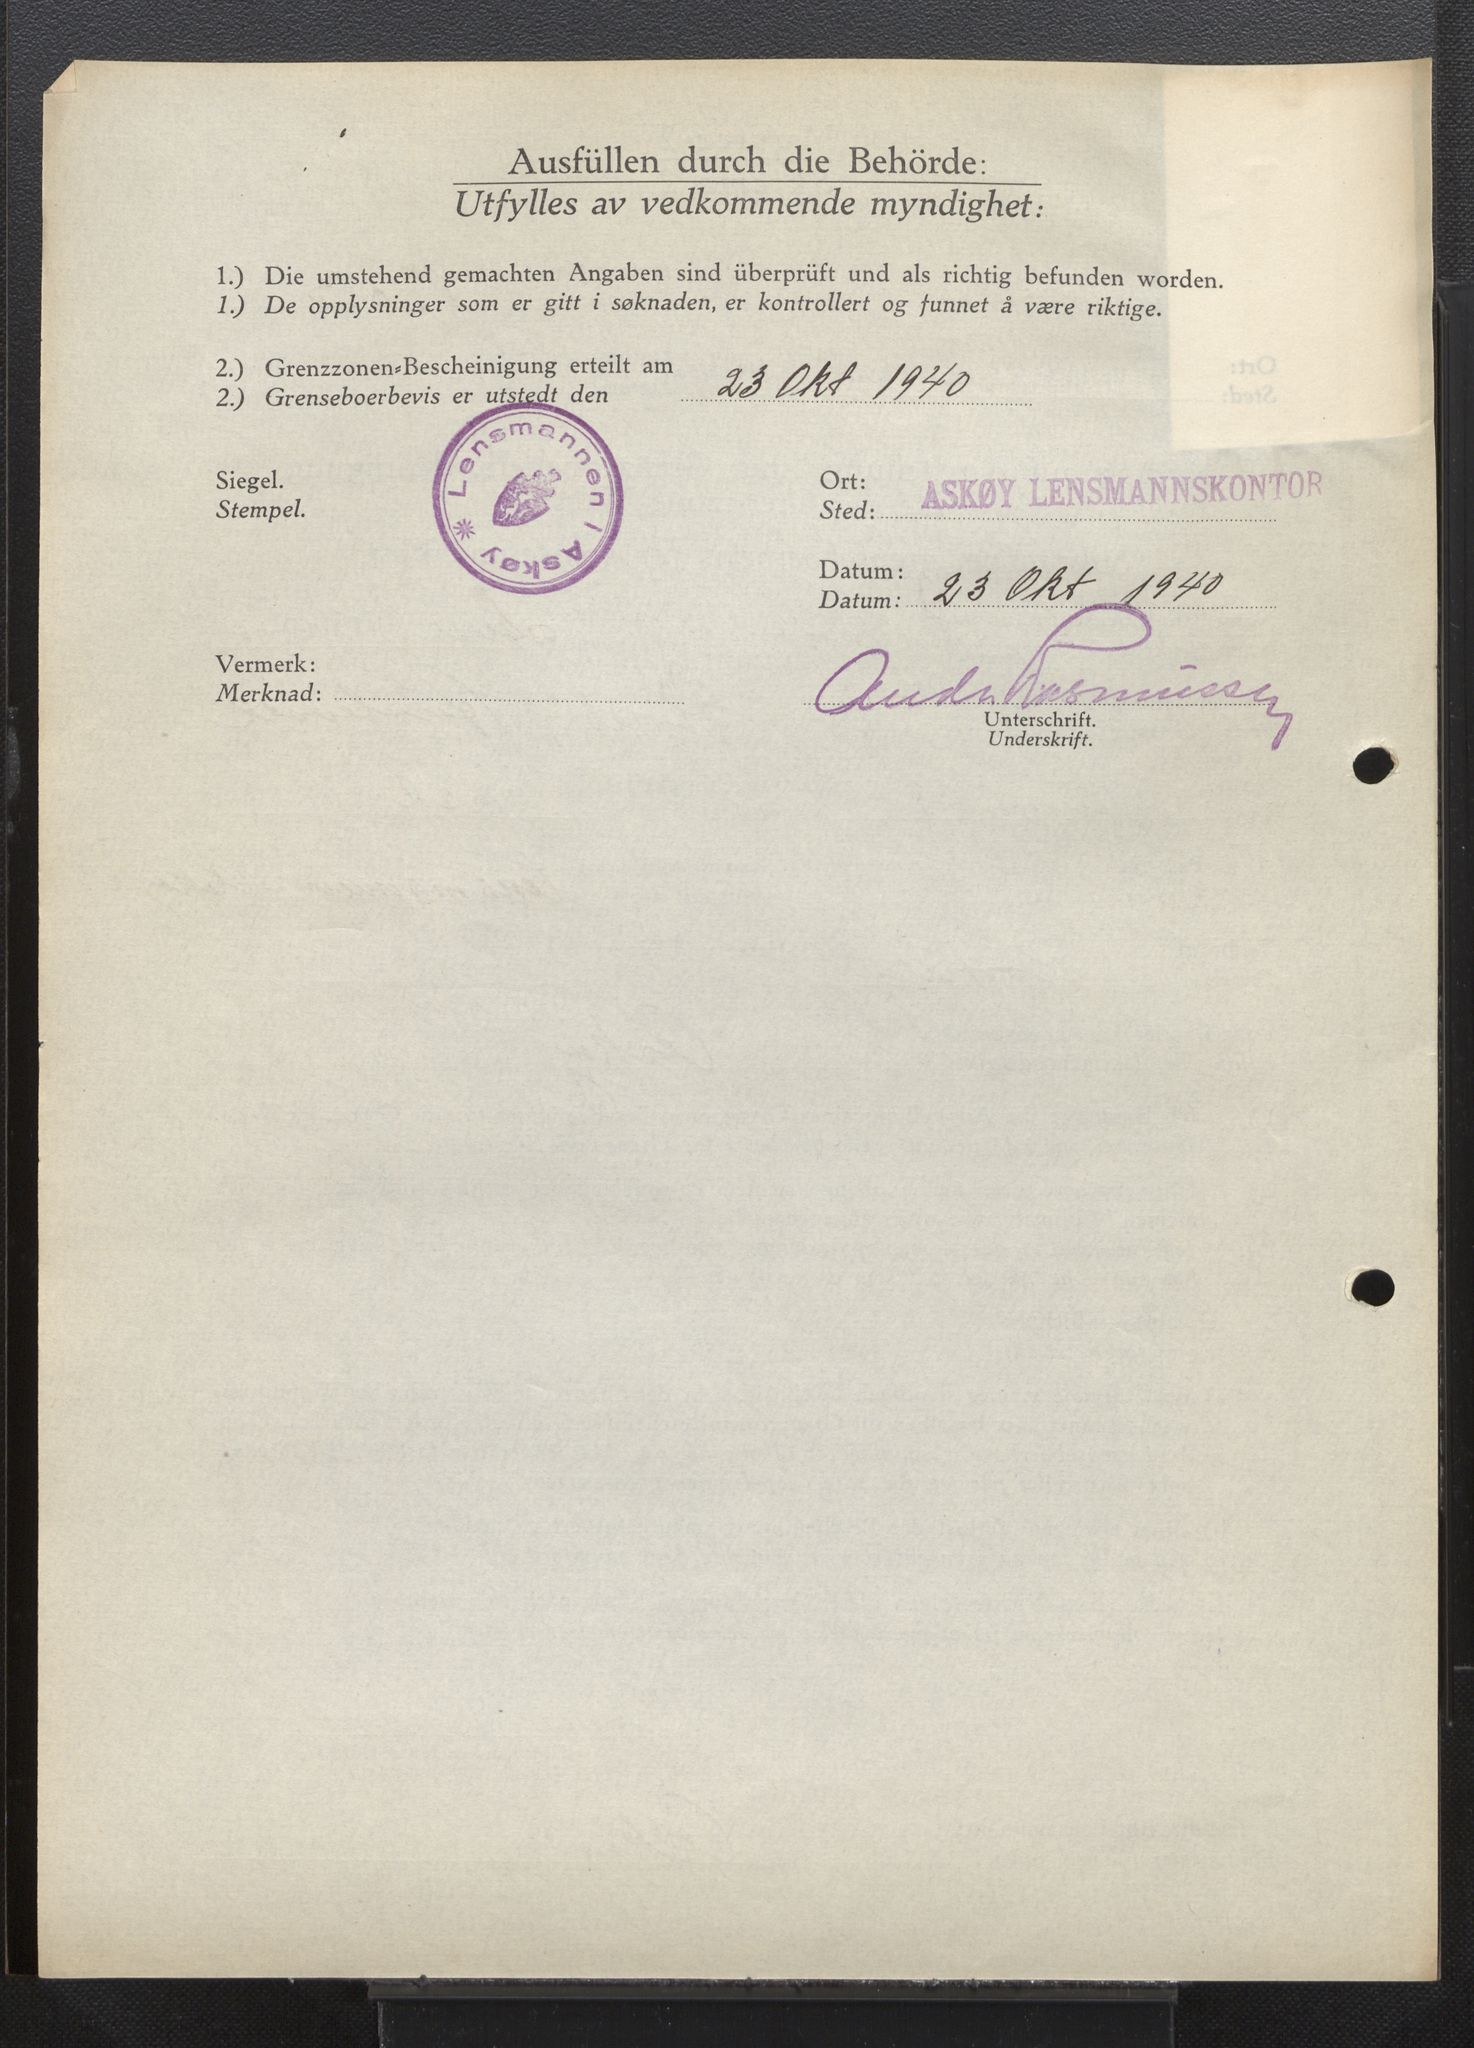 Ausfüllen durch die Behörde:
Utfylles av vedkommende myndighet:
1.) Die umstehend gemachten Angaben sind überprüft und als richtig befunden worden.
1.) De opplysninger som er gitt i søknaden, er kontrollert og funnet å være riktige.
2.) Grenzzonen-Bescheinigung erteilt am
2.) Grenseboerbevis er utstedt den 23 Okt 1940
Siegel.
Stempel.
Lensmannen i Askøy
Ort:
Sted: ASKØY LENSMANNSKONTOR
Datum:
Datum: 23 Okt 1940
Vermerk:
Merknad:
Rasmussen
Unterschrift.
Underskrift.
Ort:
Sted: